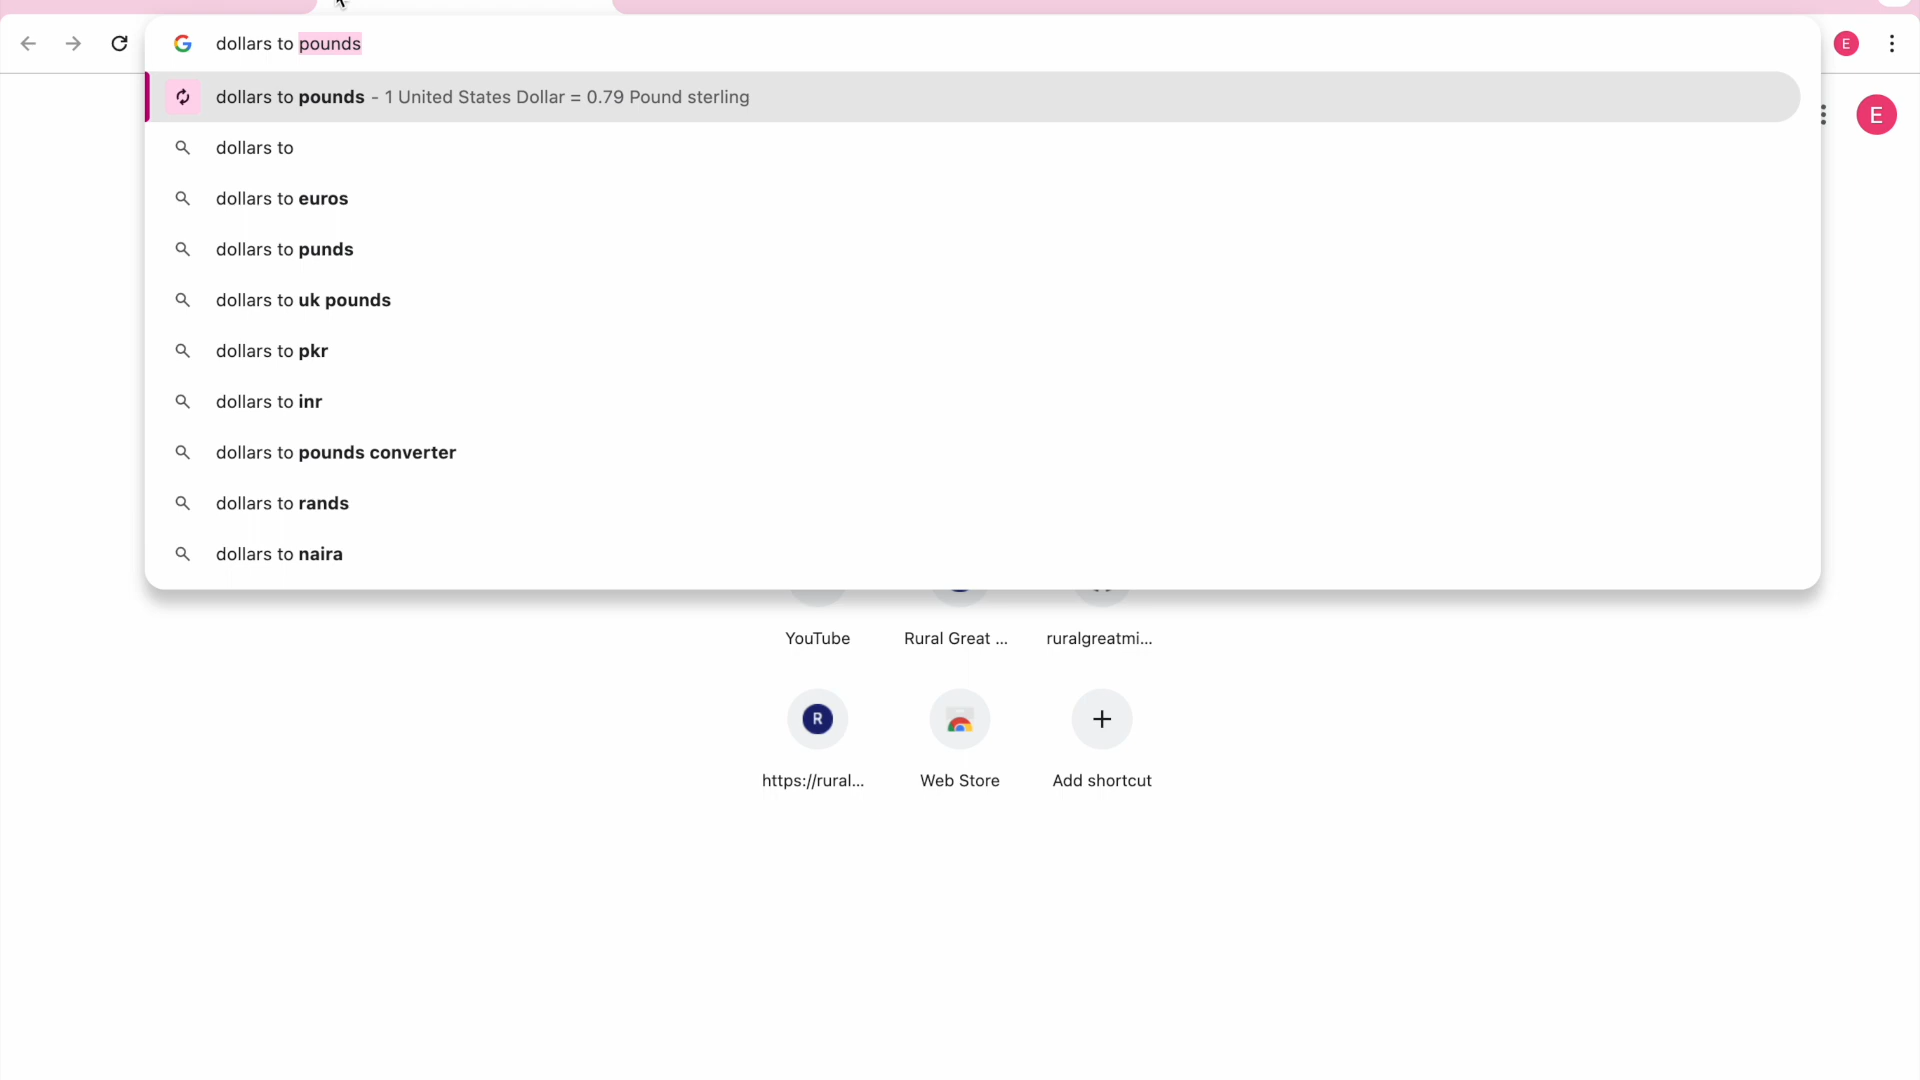 dollars to pounds
E
dollars to pounds - 1 United States Dollar = 0.79 Pound sterling
E
dollars to
dollars to euros
dollars to punds
dollars to uk pounds
dollars to pkr
dollars to inr
dollars to pounds converter
dollars to rands
dollars to naira
YouTube Rural Great ... ruralgreatmi...
R
https://rural... Web Store Add shortcut